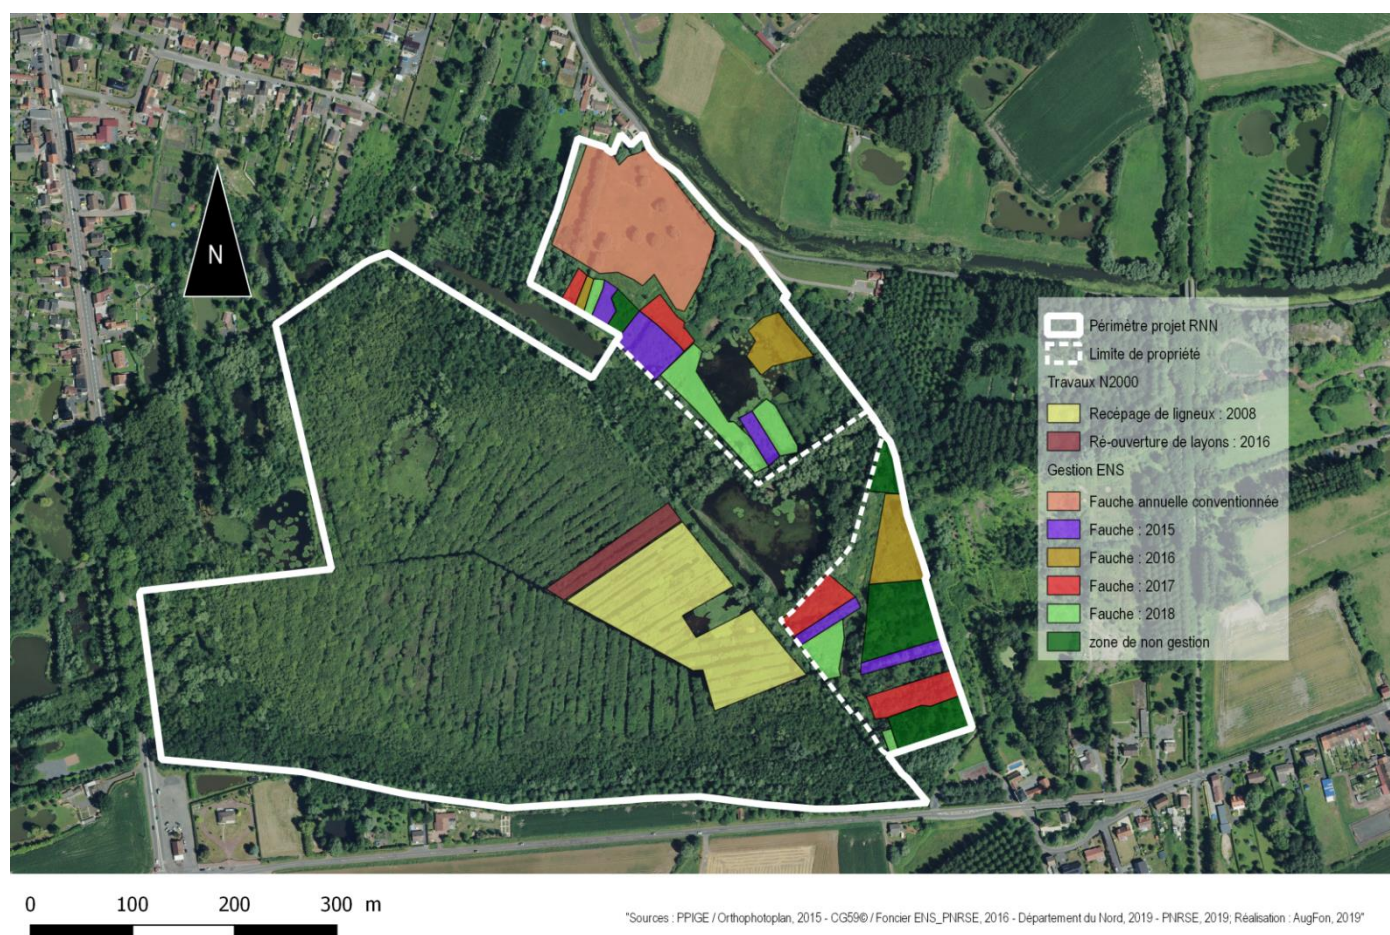 N
Périmètre projet RNN
Limite de propriété
Travaux N2000
Recépage de ligneux : 2008
Ré-ouverture de layons : 2016
Gestion ENS
Fauche annuelle conventionnée
Fauche : 2015
Fauche : 2016
Fauche : 2017
Fauche : 2018
zone de non gestion
0 100 200 300 m
"Sources : PPIGE / Orthophotoplan, 2015 - CG59© / Foncier ENS_PNRSE, 2016 - Département du Nord, 2019 - PNRSE, 2019; Réalisation : AugFon, 2019"